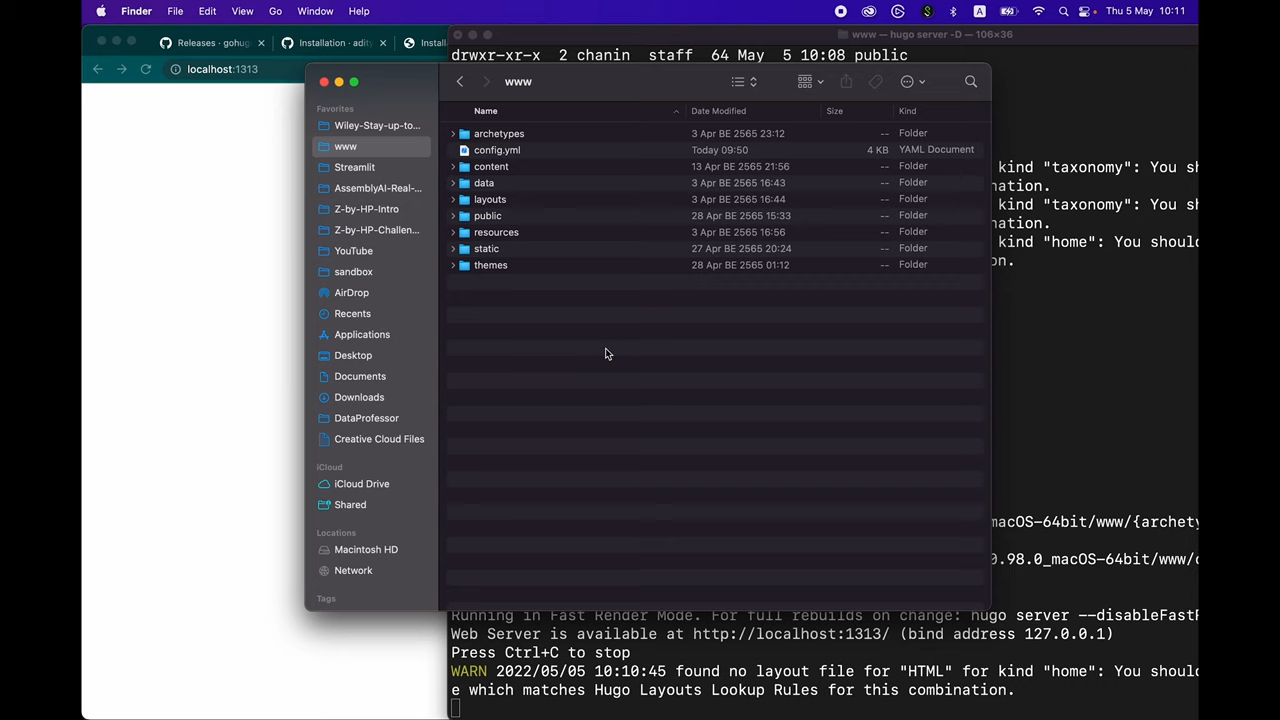 Finder File Edit View Go Window Help
A Thu 5 May 10:11
Releases - gohug
Installation - adity
Install
localhost:1313
www — hugo server -D — 106×36
drwxr-xr-x 2 chanin staff 64 May 5 10:08 public
www
Favorites
Wiley-Stay-up-to...
www
Streamlit
AssemblyAI-Real-...
Z-by-HP-Intro
Z-by-HP-Challen...
YouTube
sandbox
AirDrop
Recents
Applications
Desktop
Documents
Downloads
DataProfessor
Creative Cloud Files
iCloud
iCloud Drive
Shared
Locations
Macintosh HD
Network
Tags
Name Date Modified Size Kind
archetypes 3 Apr BE 2565 23:12 -- Folder
config.yml Today 09:50 4 KB YAML Document
content 13 Apr BE 2565 21:56 -- Folder
data 3 Apr BE 2565 16:43 -- Folder
layouts 3 Apr BE 2565 16:44 -- Folder
public 28 Apr BE 2565 15:33 -- Folder
resources 3 Apr BE 2565 16:56 -- Folder
static 27 Apr BE 2565 20:24 -- Folder
themes 28 Apr BE 2565 01:12 -- Folder
kind "taxonomy": You sh
nation.
kind "taxonomy": You sh
nation.
kind "home": You should
on.
macOS-64bit/www/{archety
0.98.0_macOS-64bit/www/c
Running in Fast Render Mode. For full rebuilds on change: hugo server --disableFastR
Web Server is available at http://localhost:1313/ (bind address 127.0.0.1)
Press Ctrl+C to stop
WARN 2022/05/05 10:10:45 found no layout file for "HTML" for kind "home": You shoul
e which matches Hugo Layouts Lookup Rules for this combination.